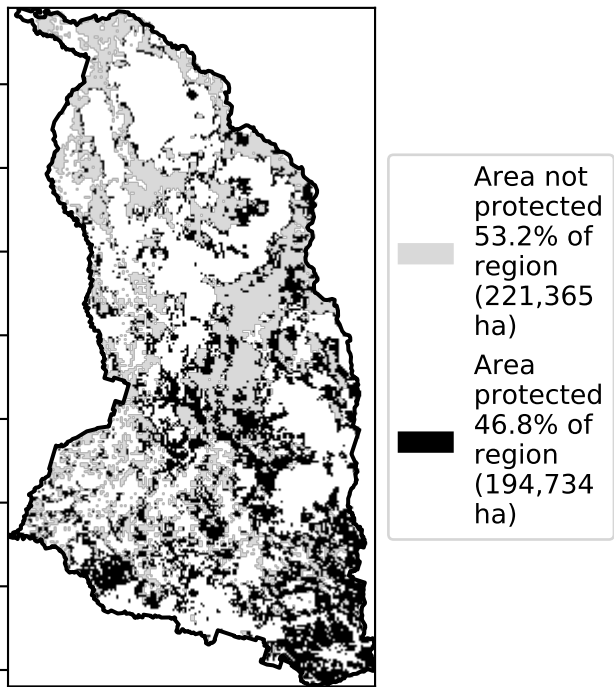 Area not
protected
53.2% of
region
(221,365
ha)
Area
protected
46.8% of
region
(194,734
ha)